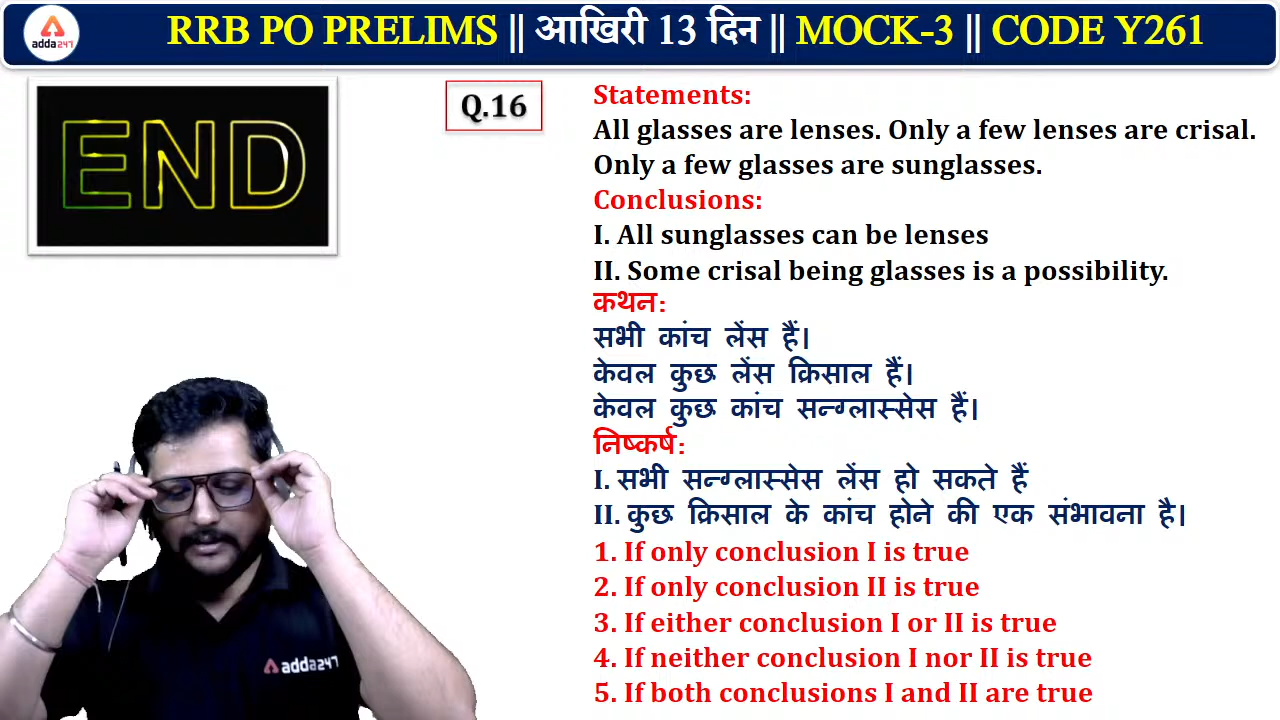 RRB PO PRELIMS || आखिरी 13 दिन || MOCK-3 || CODE Y261
adda247
END
Q.16
Statements:
All glasses are lenses. Only a few lenses are crisal.
Only a few glasses are sunglasses.
Conclusions:
I. All sunglasses can be lenses
II. Some crisal being glasses is a possibility.
कथन:
सभी कांच लेंस हैं।
केवल कुछ लेंस क्रिसाल हैं।
केवल कुछ कांच सन्ग्लास्सेस हैं।
निष्कर्ष:
I. सभी सन्ग्लास्सेस लेंस हो सकते हैं
II. कुछ क्रिसाल के कांच होने की एक संभावना है।
1. If only conclusion I is true
2. If only conclusion II is true
3. If either conclusion I or II is true
4. If neither conclusion I nor II is true
5. If both conclusions I and II are true
adda247